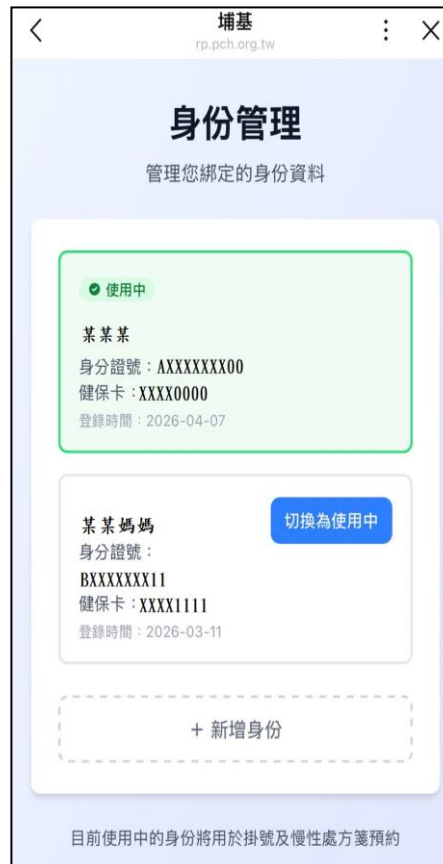 埔基
rp.pch.org.tw
身份管理
管理您綁定的身份資料
使用中
某某某
身分證號：AXXXXXXX00
健保卡：XXXX0000
登錄時間：2026-04-07
某某媽媽
切換為使用中
身分證號：
BXXXXXXX11
健保卡：XXXX1111
登錄時間：2026-03-11
+ 新增身份
目前使用中的身份將用於掛號及慢性處方箋預約